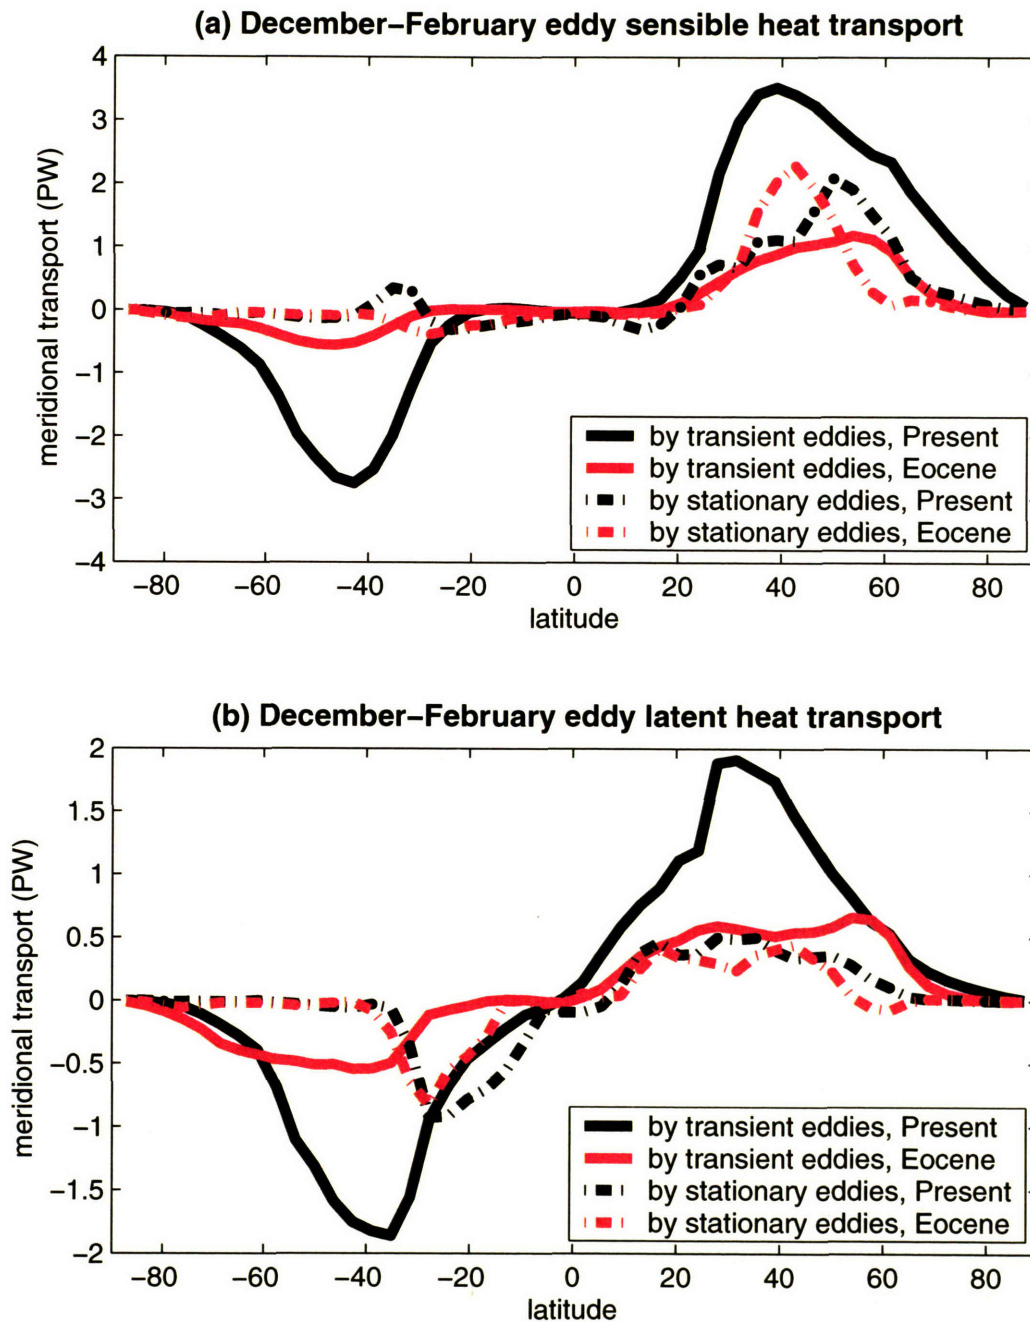 (a) December–February eddy sensible heat transport
4
3
2
1
0
−1
−2
−3
−4
meridional transport (PW)
by transient eddies, Present
by transient eddies, Eocene
by stationary eddies, Present
by stationary eddies, Eocene
−80 −60 −40 −20 0 20 40 60 80
latitude
(b) December–February eddy latent heat transport
2
1.5
1
0.5
0
−0.5
−1
−1.5
−2
meridional transport (PW)
by transient eddies, Present
by transient eddies, Eocene
by stationary eddies, Present
by stationary eddies, Eocene
−80 −60 −40 −20 0 20 40 60 80
latitude